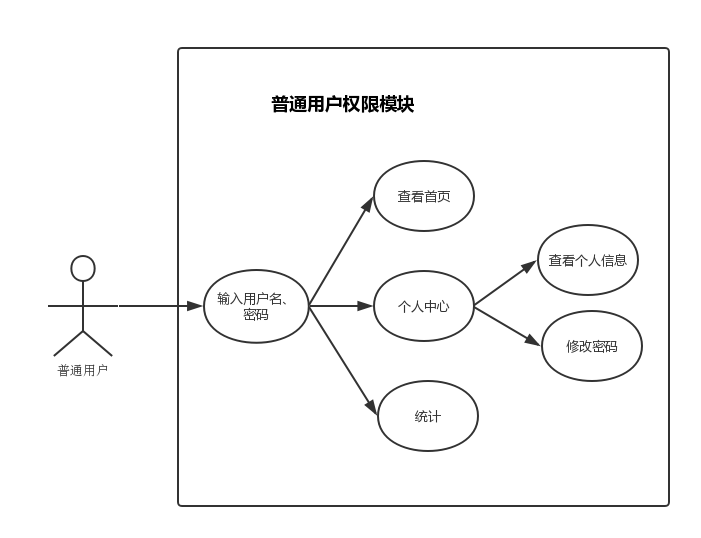 普通用户权限模块
查看首页
查看个人信息
输入用户名、
密码
个人中心
修改密码
普通用户
统计